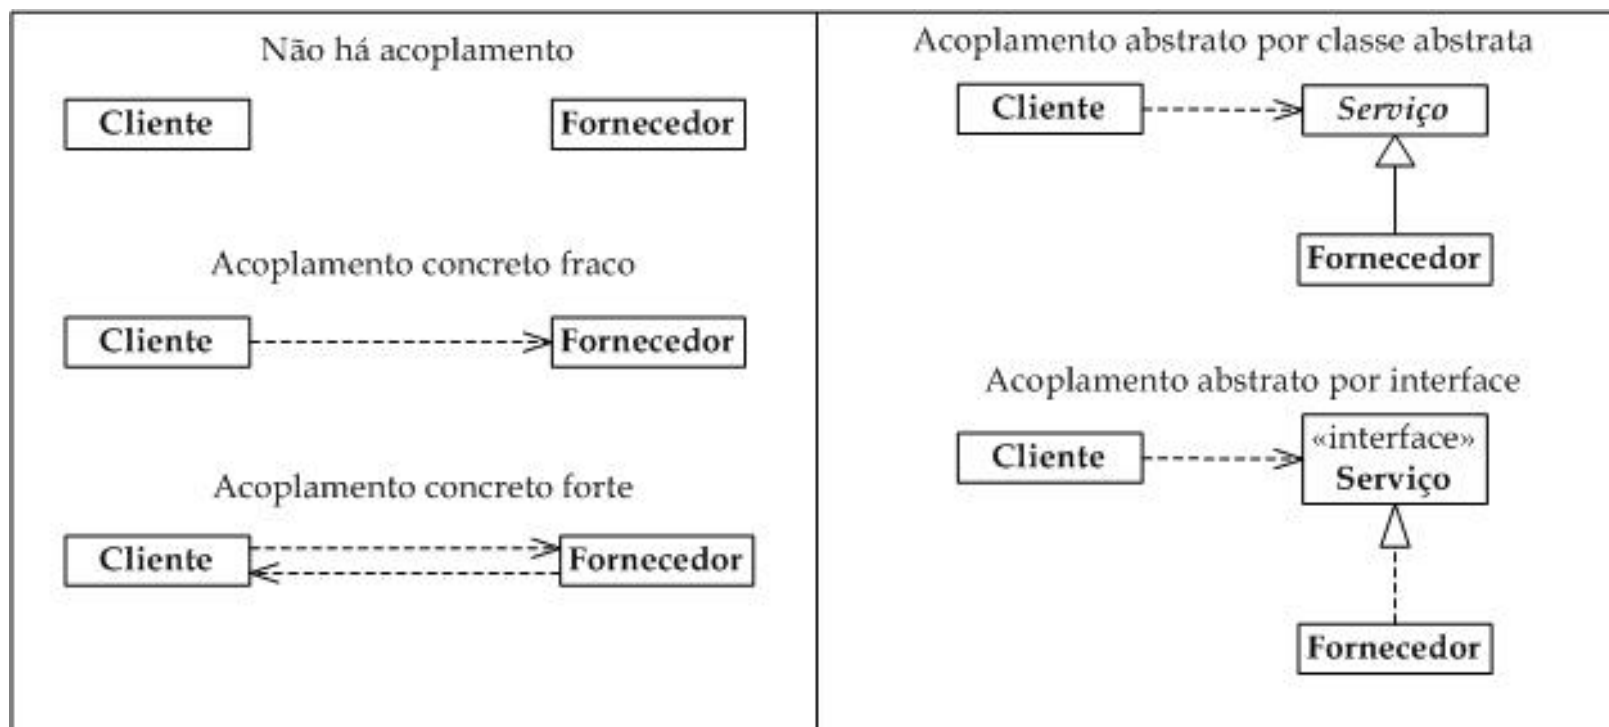 Não há acoplamento
Cliente
Fornecedor
Acoplamento concreto fraco
Cliente
Fornecedor
Acoplamento concreto forte
Cliente
Fornecedor
Acoplamento abstrato por classe abstrata
Cliente
Serviço
Fornecedor
Acoplamento abstrato por interface
Cliente
«interface»
Serviço
Fornecedor